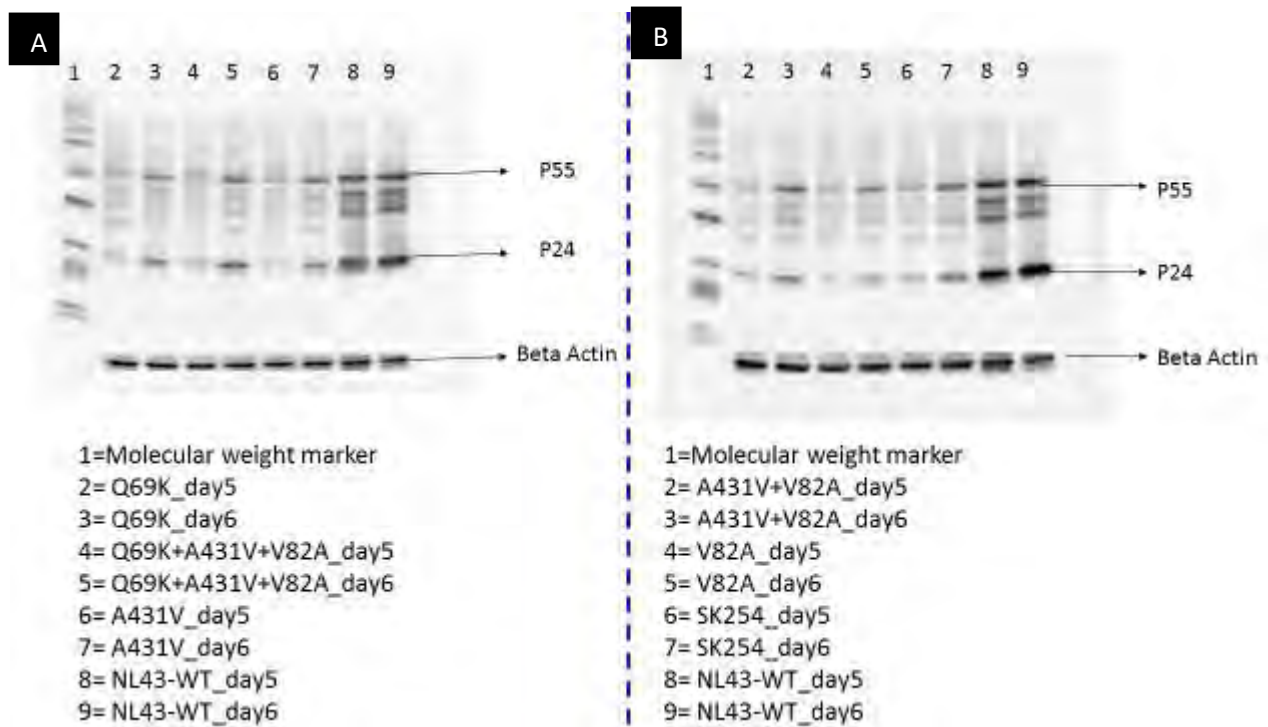 A
1 2 3 4 5 6 7 8 9
P55
P24
Beta Actin
1=Molecular weight marker
2= Q69K_day5
3= Q69K_day6
4= Q69K+A431V+V82A_day5
5= Q69K+A431V+V82A_day6
6= A431V_day5
7= A431V_day6
8= NL43-WT_day5
9= NL43-WT_day6
B
1 2 3 4 5 6 7 8 9
P55
P24
Beta Actin
1=Molecular weight marker
2= A431V+V82A_day5
3= A431V+V82A_day6
4= V82A_day5
5= V82A_day6
6= SK254_day5
7= SK254_day6
8= NL43-WT_day5
9= NL43-WT_day6